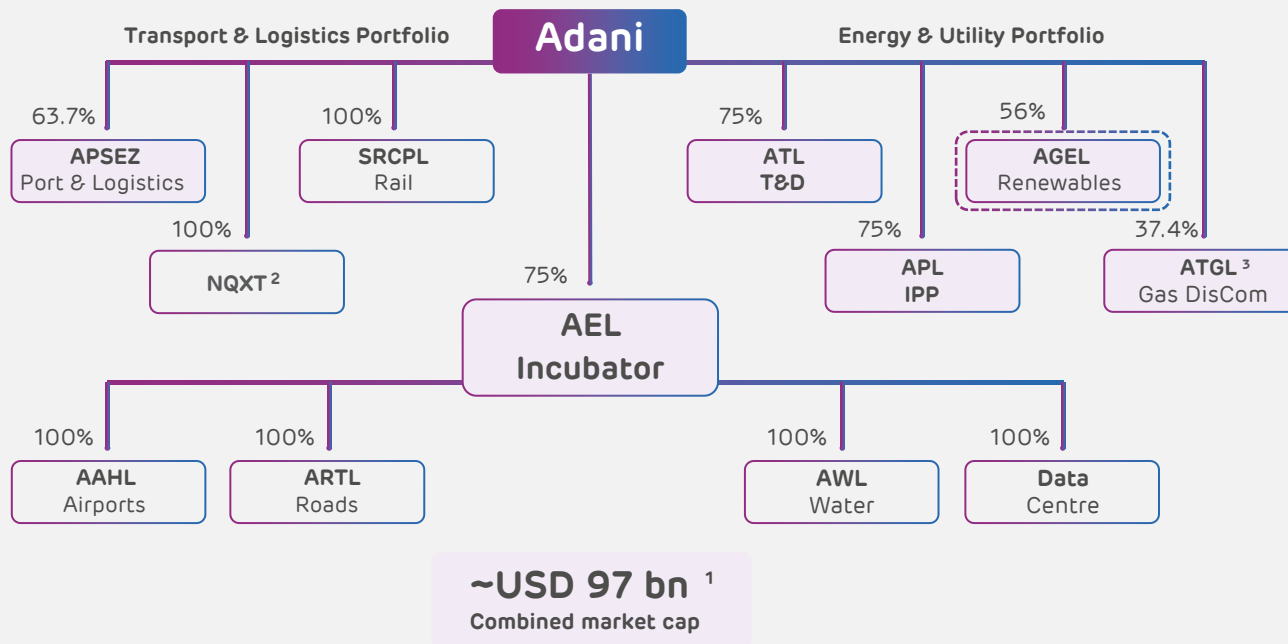 Transport & Logistics Portfolio
Adani
Energy & Utility Portfolio
63.7%
APSEZ
Port & Logistics
100%
SRCPL
Rail
100%
NQXT ²
75%
ATL
T&D
56%
AGEL
Renewables
75%
APL
IPP
37.4%
ATGL ³
Gas DisCom
75%
AEL
Incubator
100%
AAHL
Airports
100%
ARTL
Roads
100%
AWL
Water
100%
Data
Centre
~USD 97 bn ¹
Combined market cap